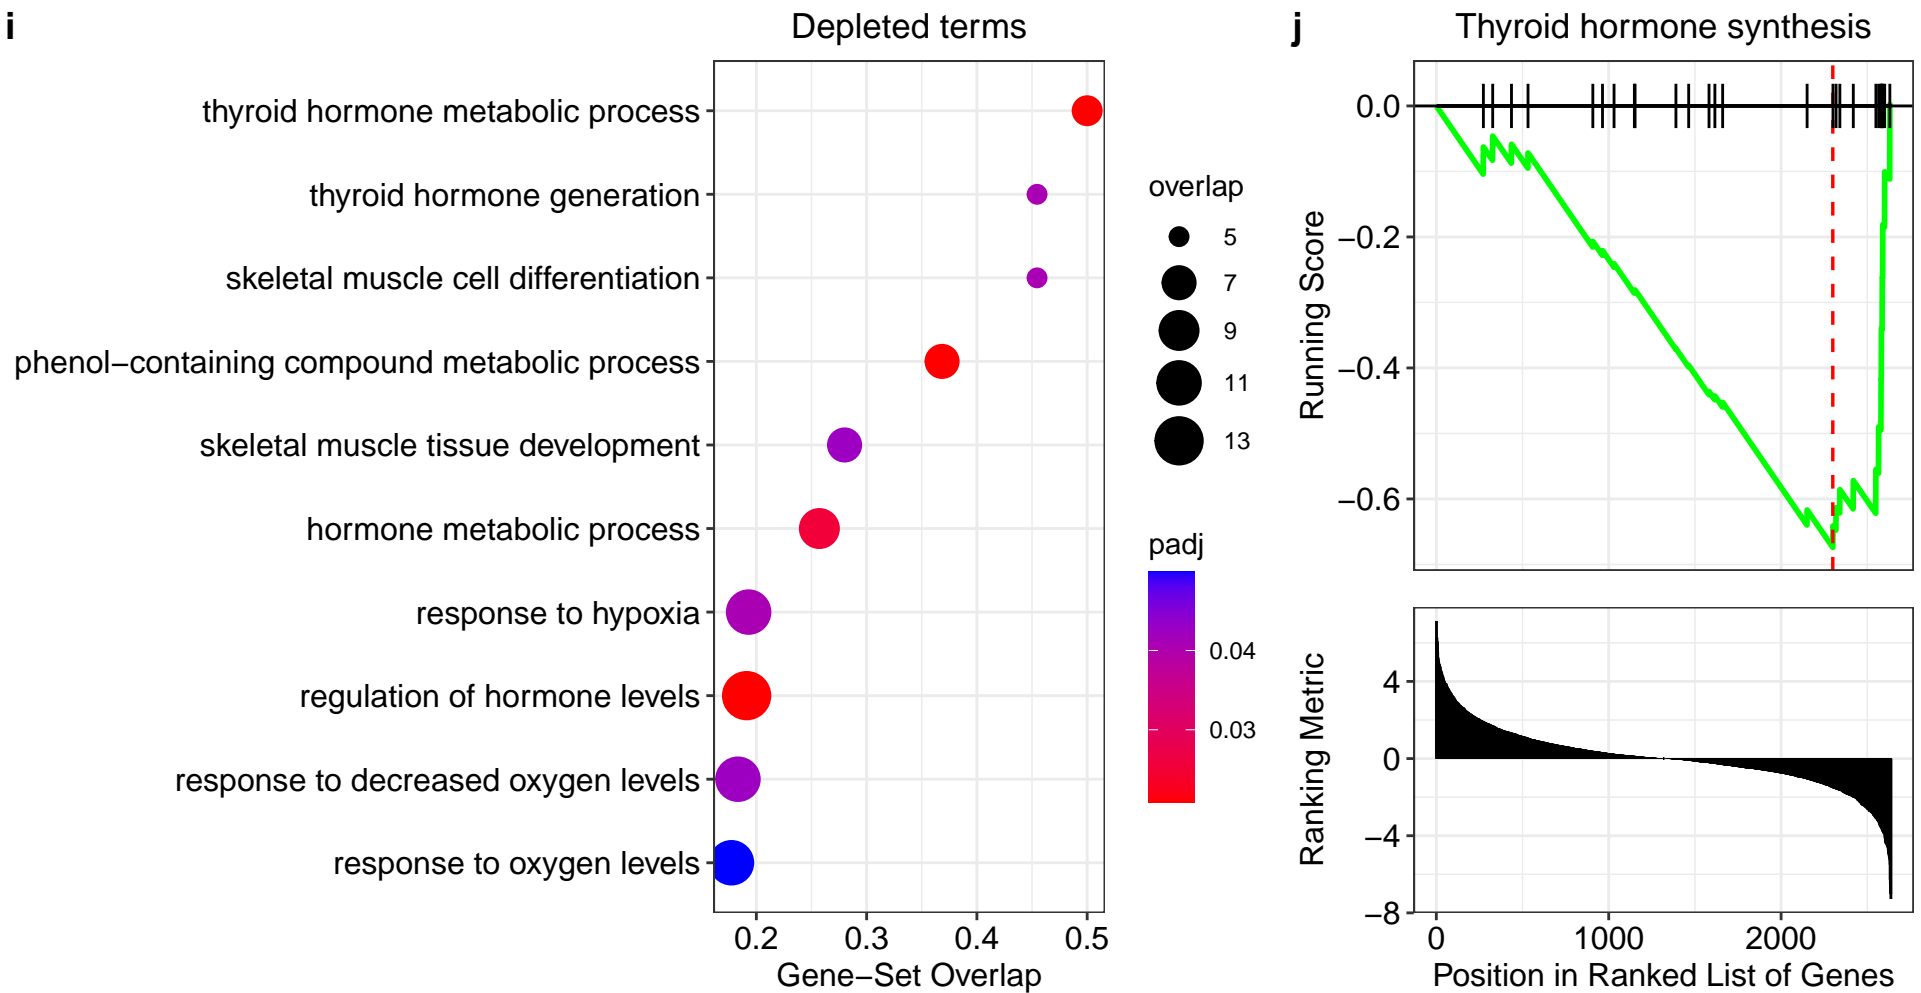 i
Depleted terms
thyroid hormone metabolic process
thyroid hormone generation
skeletal muscle cell differentiation
phenol−containing compound metabolic process
skeletal muscle tissue development
hormone metabolic process
response to hypoxia
regulation of hormone levels
response to decreased oxygen levels
response to oxygen levels
0.2 0.3 0.4 0.5
Gene−Set Overlap
overlap
5
7
9
11
13
padj
0.04
0.03
j
Thyroid hormone synthesis
0.0
−0.2
−0.4
−0.6
Running Score
4
0
−4
−8
Ranking Metric
0 1000 2000
Position in Ranked List of Genes